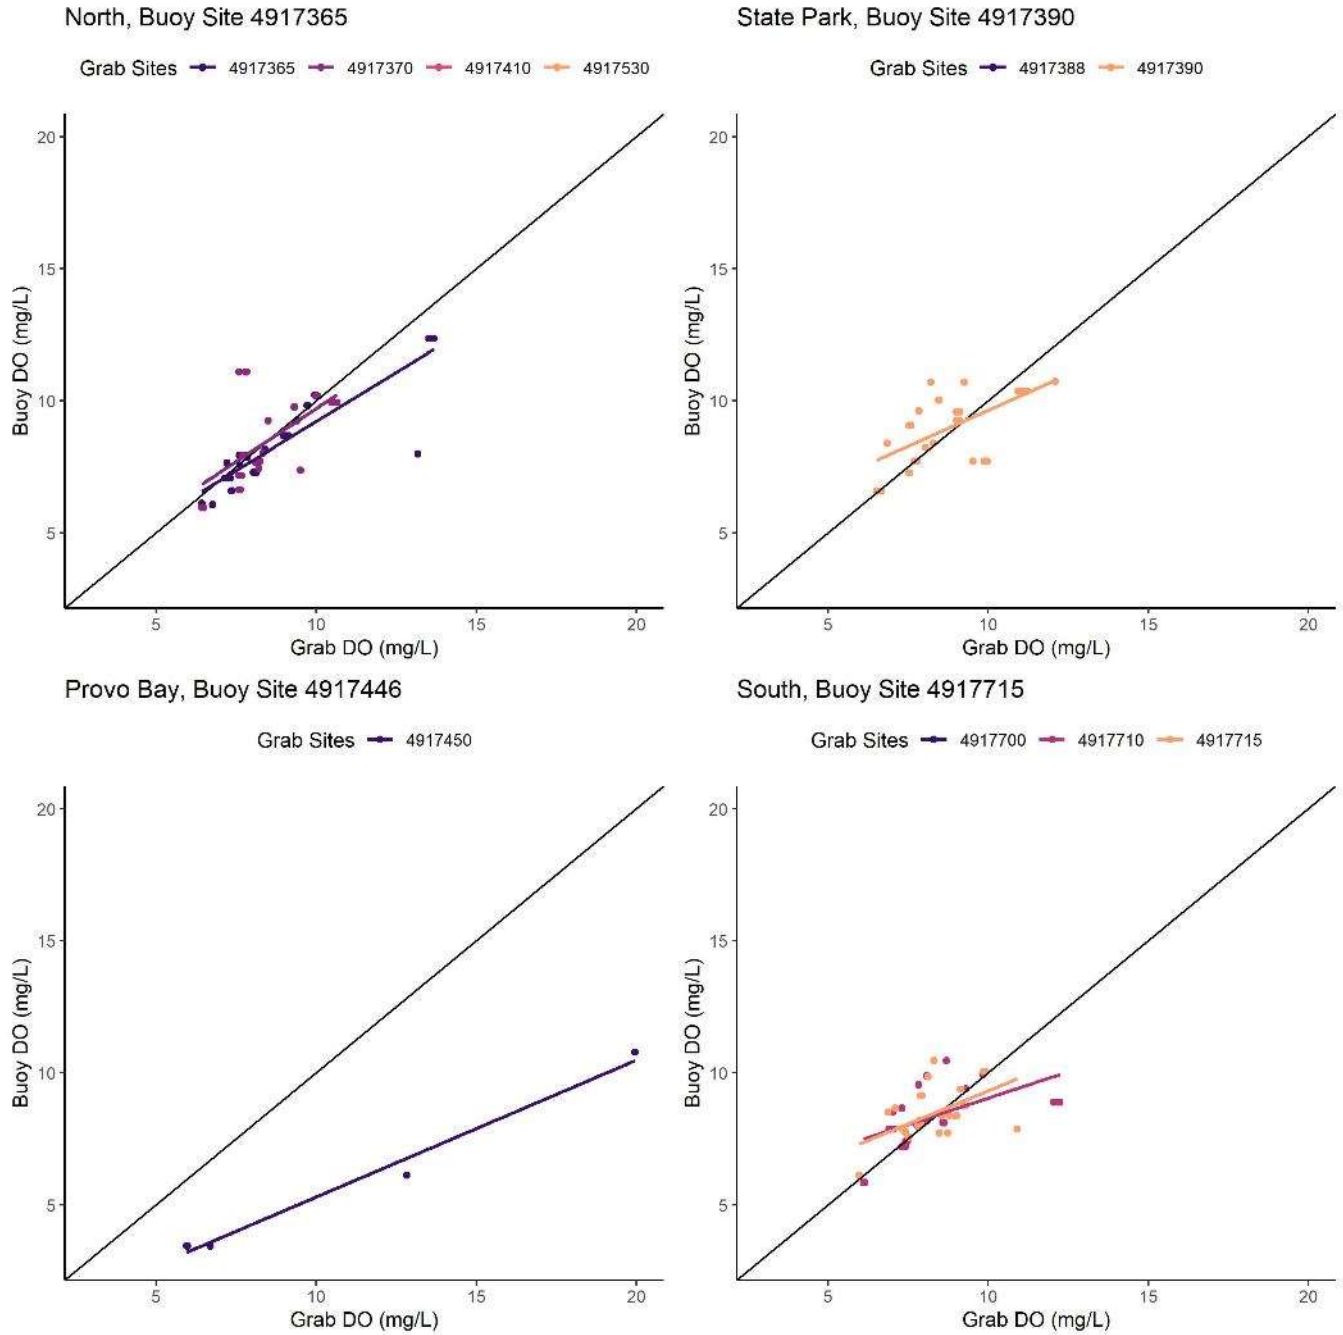 North, Buoy Site 4917365
Grab Sites 4917365 4917370 4917410 4917530
20
15
10
5
Buoy DO (mg/L)
5 10 15 20
Grab DO (mg/L)
State Park, Buoy Site 4917390
Grab Sites 4917388 4917390
20
15
10
5
Buoy DO (mg/L)
5 10 15 20
Grab DO (mg/L)
Provo Bay, Buoy Site 4917446
Grab Sites 4917450
20
15
10
5
Buoy DO (mg/L)
5 10 15 20
Grab DO (mg/L)
South, Buoy Site 4917715
Grab Sites 4917700 4917710 4917715
20
15
10
5
Buoy DO (mg/L)
5 10 15 20
Grab DO (mg/L)